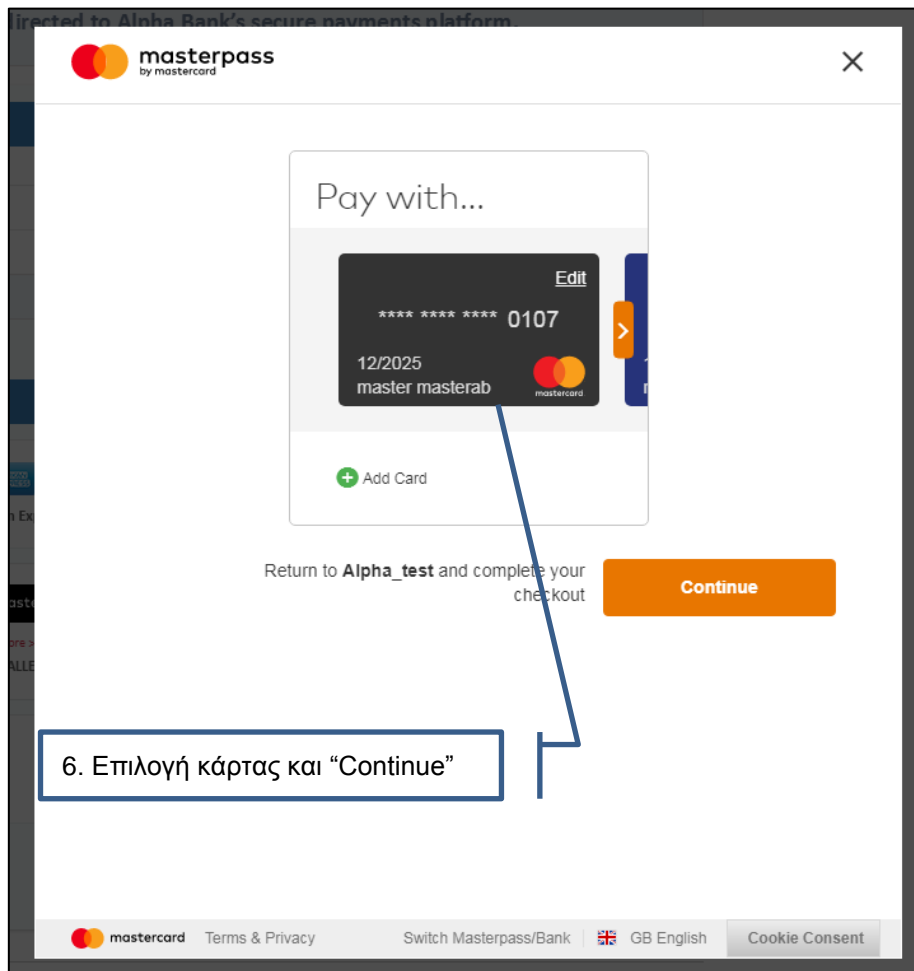 directed to Alpha Bank's secure payments platform.
masterpass
by mastercard
Pay with...
Edit
**** **** **** 0107
12/2025
master masterab
mastercard
Add Card
Return to Alpha_test and complete your
checkout
Continue
6. Επιλογή κάρτας και “Continue”
mastercard Terms & Privacy Switch Masterpass/Bank GB English Cookie Consent